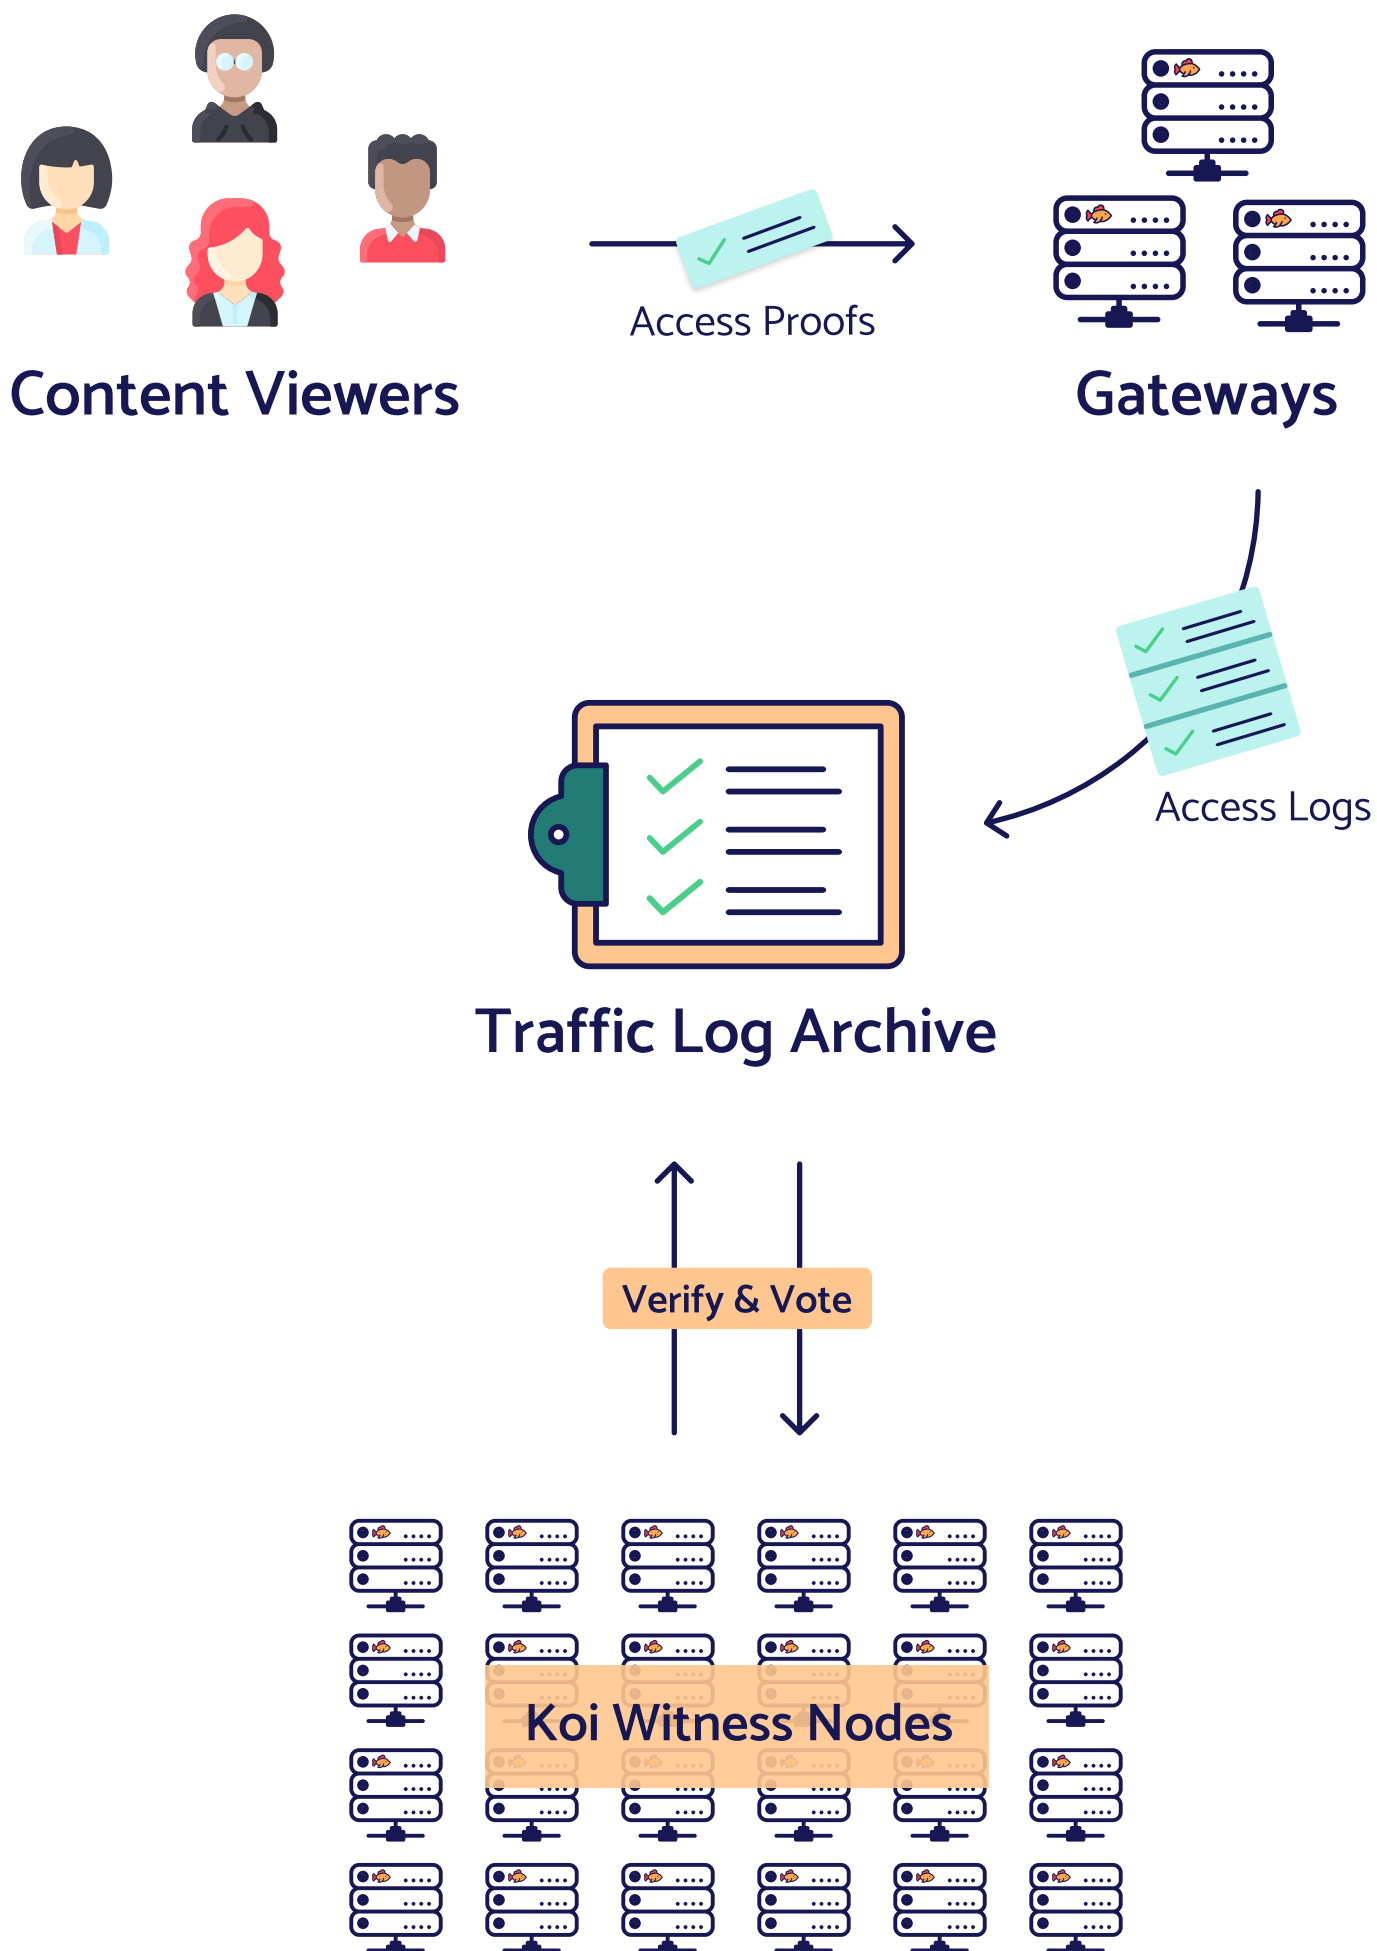 Access Proofs
Content Viewers
Gateways
Access Logs
Traffic Log Archive
Verify & Vote
Koi Witness Nodes